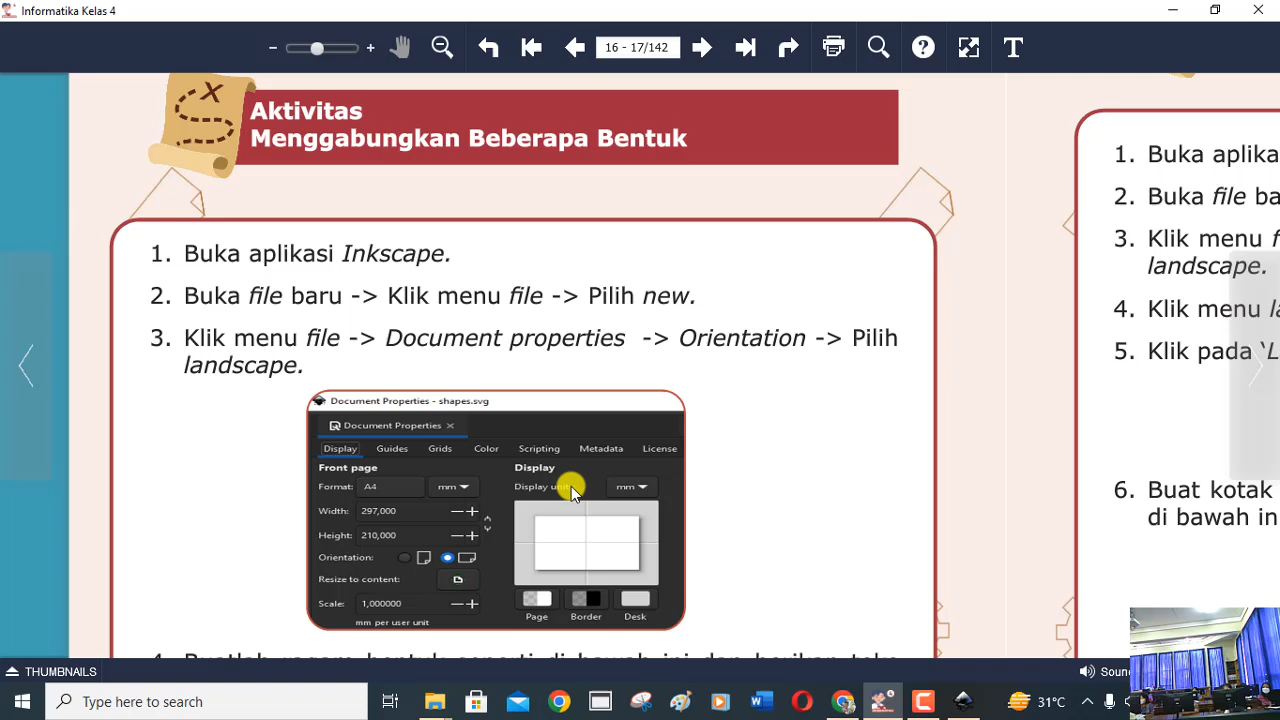 Informatika Kelas 4
16 - 17/142
T
Aktivitas
Menggabungkan Beberapa Bentuk
1. Buka aplikasi Inkscape.
2. Buka file baru -> Klik menu file -> Pilih new.
3. Klik menu file -> Document properties -> Orientation -> Pilih
landscape.
Document Properties - shapes.svg
Document Properties
Display Guides Grids Color Scripting Metadata License
Front page
Format: A4 mm
Width: 297,000
Height: 210,000
Orientation:
Resize to content:
Scale: 1,000000
mm per user unit
Display
Display mm
Page Border Desk
1. Buka
2. Buka file
3. Klik menu
landscape.
4. Klik menu
5. Klik pada
6. Buat kotak
di bawah
THUMBNAILS
Type here to search
31°C